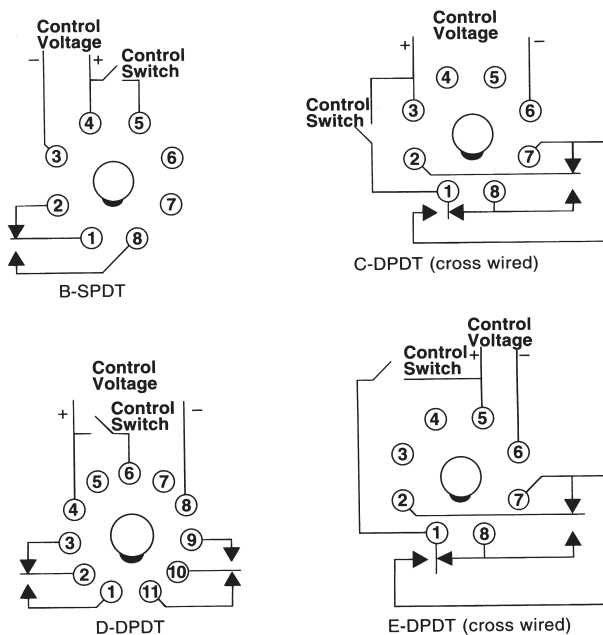 Control
Voltage
− +
Control
Switch
4 5
3 6
2 7
1 8
B-SPDT
Control
Voltage
+ −
4 5
Control
Switch
3 6
2 7
1 8
C-DPDT (cross wired)
Control
Voltage
+ −
Control
Switch
6
5 7
4 8
3 9
2 10
1 11
D-DPDT
Control
Voltage
+ −
Control
Switch
4 5
3 6
2 7
1 8
E-DPDT (cross wired)